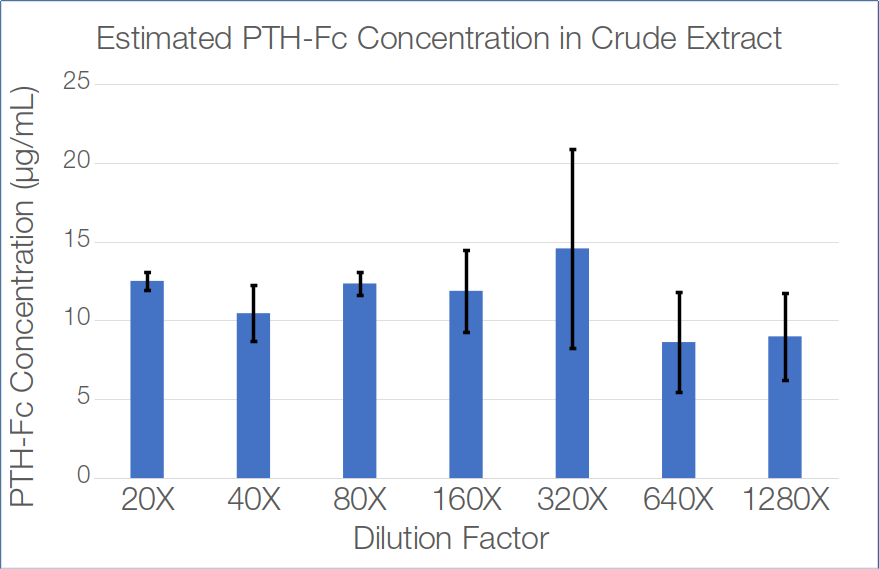 Estimated PTH-Fc Concentration in Crude Extract
PTH-Fc Concentration (µg/mL)
25
20
15
10
5
0
20X 40X 80X 160X 320X 640X 1280X
Dilution Factor